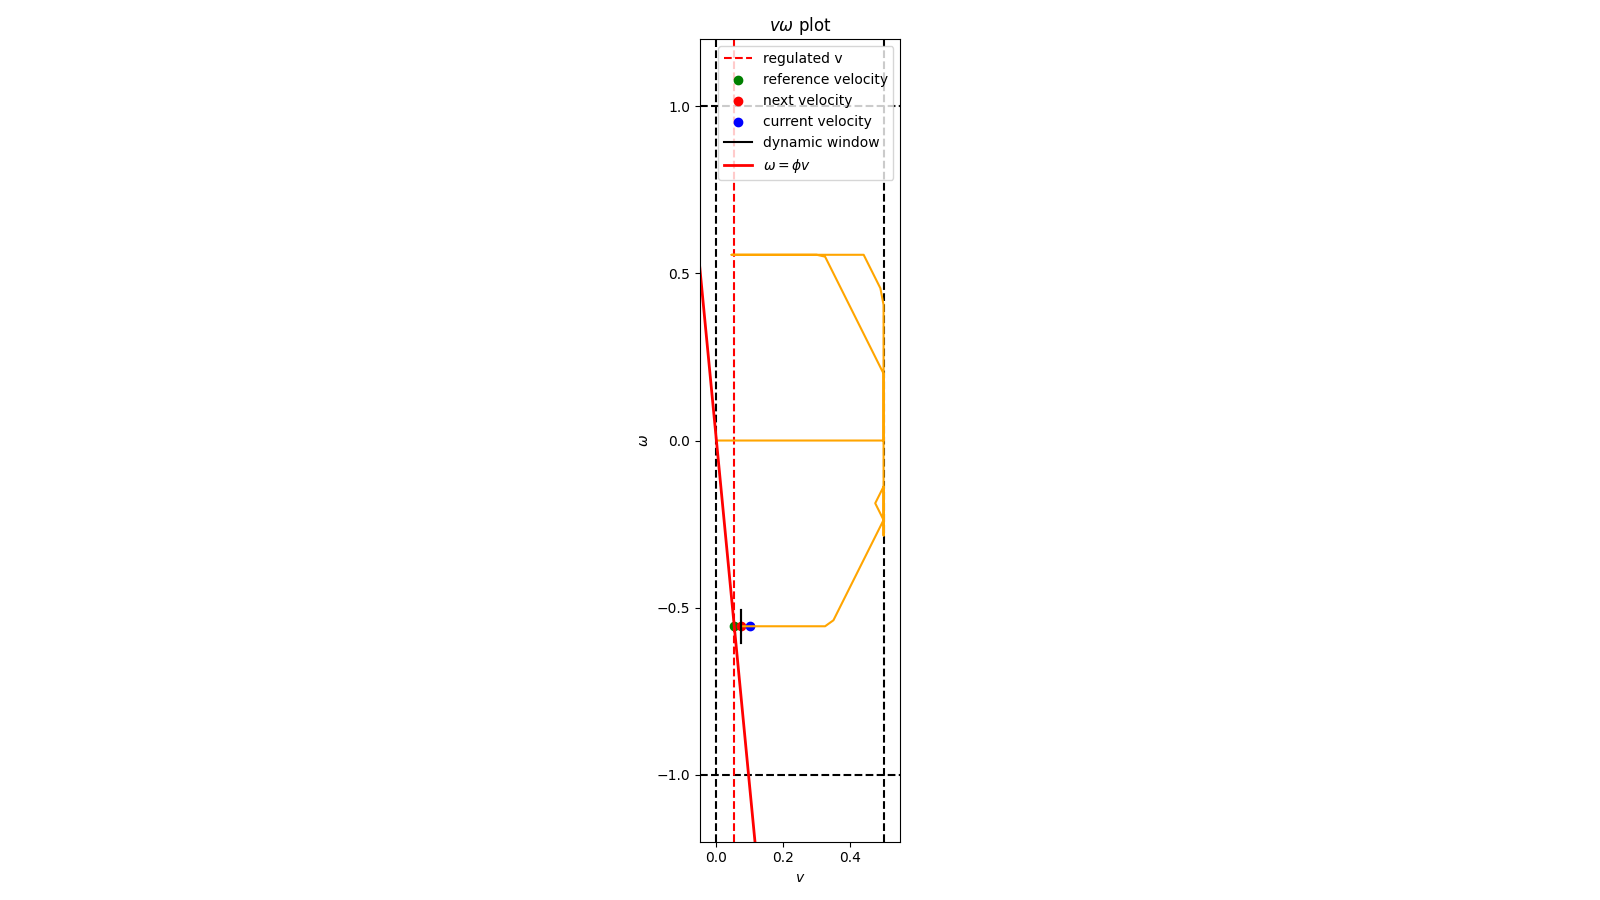 vω plot
regulated v
reference velocity
next velocity
current velocity
dynamic window
ω = ϕv
1.0
0.5
0.0
−0.5
−1.0
ω
0.0 0.2 0.4
v